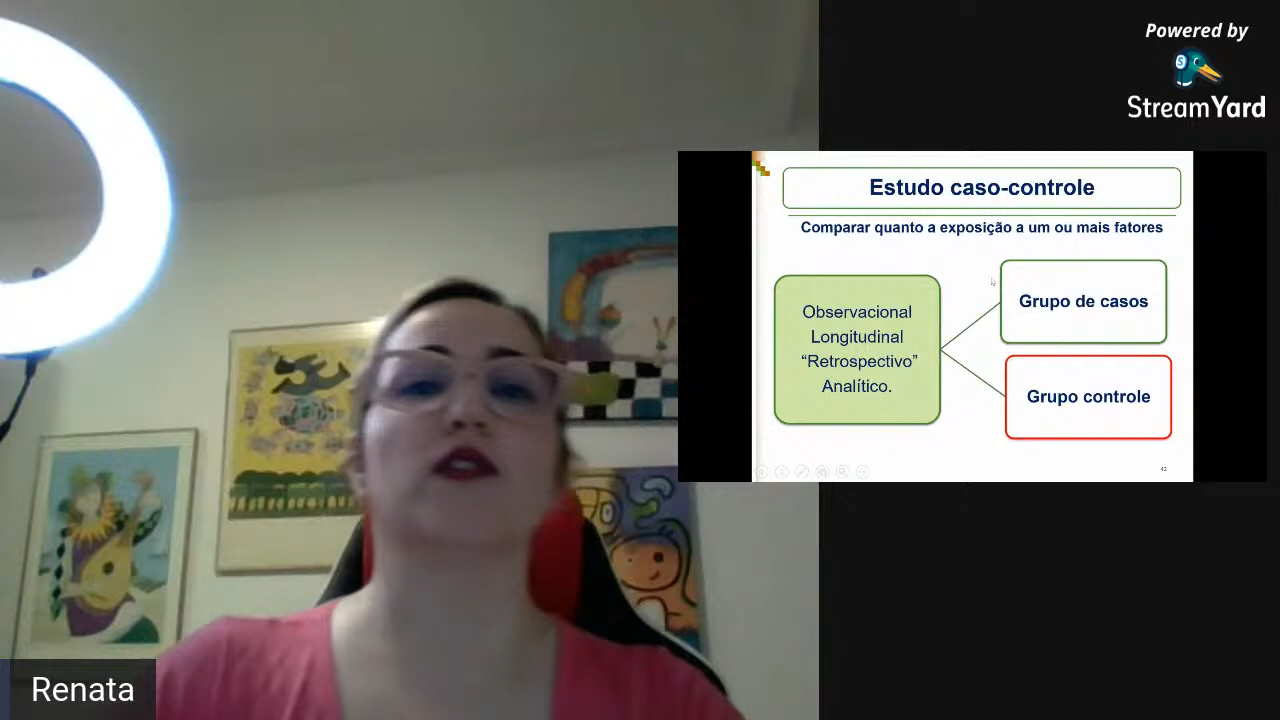 Powered by
StreamYard
Estudo caso-controle
Comparar quanto a exposição a um ou mais fatores
Observacional
Longitudinal
“Retrospectivo”
Analítico.
Grupo de casos
Grupo controle
42
Renata